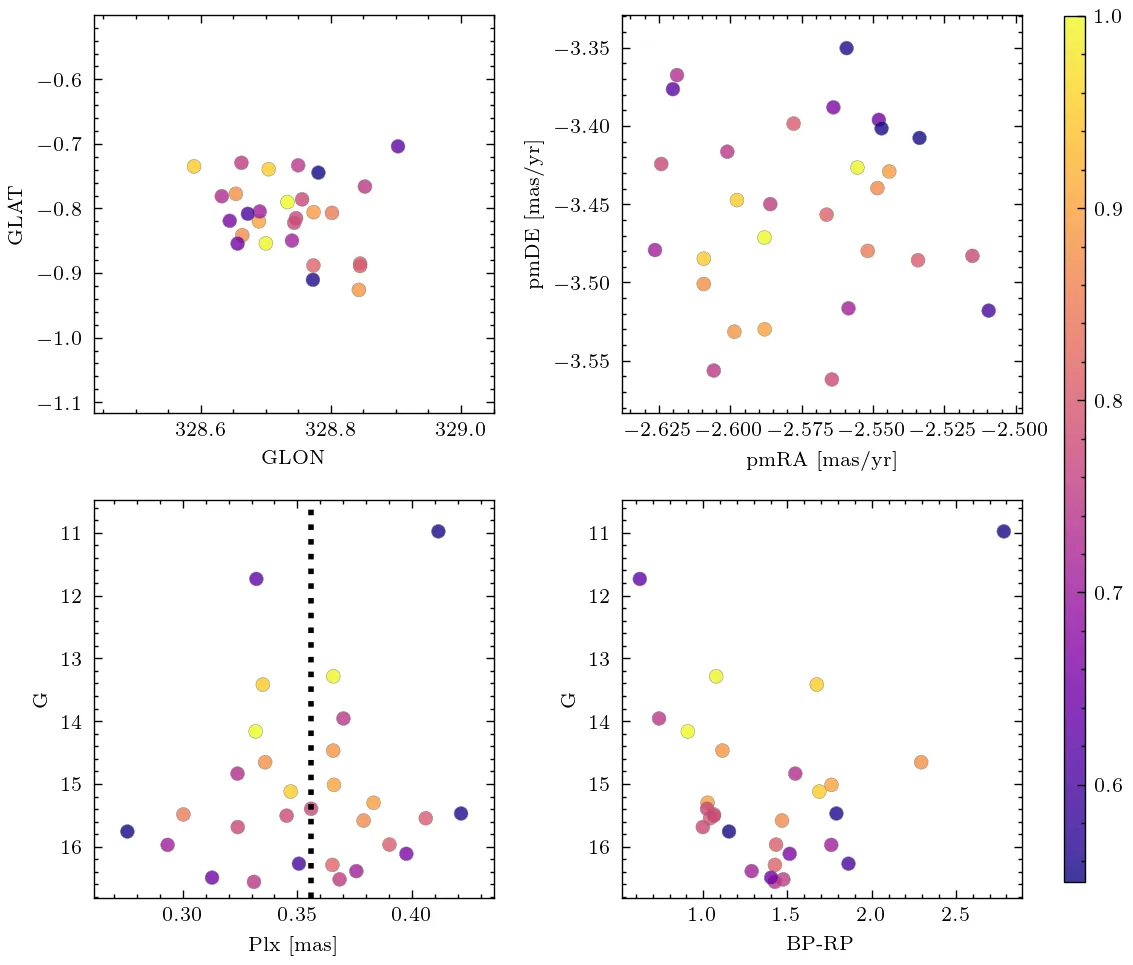 −0.6
−0.7
−0.8
−0.9
−1.0
−1.1
GLAT
328.6 328.8 329.0
GLON
−3.35
−3.40
−3.45
−3.50
−3.55
pmDE [mas/yr]
−2.625 −2.600 −2.575 −2.550 −2.525 −2.500
pmRA [mas/yr]
11
12
13
14
15
16
G
0.30 0.35 0.40
Plx [mas]
11
12
13
14
15
16
G
1.0 1.5 2.0 2.5
BP-RP
1.0
0.9
0.8
0.7
0.6